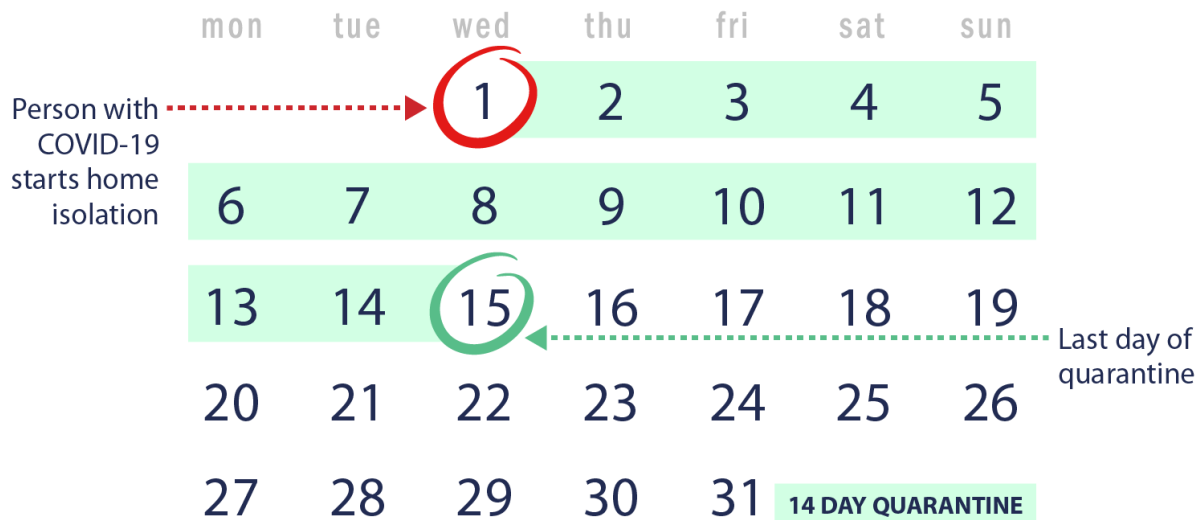 mon tue wed thu fri sat sun
Person with
COVID-19
starts home
isolation
1 2 3 4 5
6 7 8 9 10 11 12
13 14 15 16 17 18 19
Last day of
quarantine
20 21 22 23 24 25 26
27 28 29 30 31
14 DAY QUARANTINE